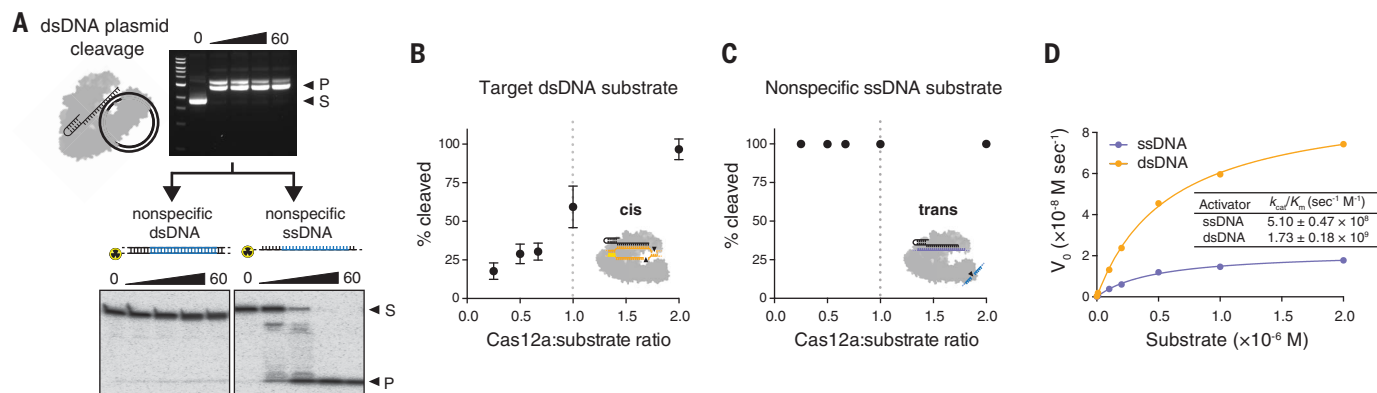 A
dsDNA plasmid
cleavage
0 60
P
S
nonspecific
dsDNA
nonspecific
ssDNA
0 60
0 60
S
P
B
Target dsDNA substrate
% cleaved
100
75
50
25
0
cis
0 0.5 1.0 1.5 2.0
Cas12a:substrate ratio
C
Nonspecific ssDNA substrate
% cleaved
100
75
50
25
0
trans
0 0.5 1.0 1.5 2.0
Cas12a:substrate ratio
D
V₀ (×10⁻⁸ M sec⁻¹)
8
6
4
2
0
ssDNA
dsDNA
Activator kcat/Km (sec⁻¹ M⁻¹)
ssDNA 5.10 ± 0.47 × 10⁸
dsDNA 1.73 ± 0.18 × 10⁹
0.0 0.5 1.0 1.5 2.0
Substrate (×10⁻⁶ M)